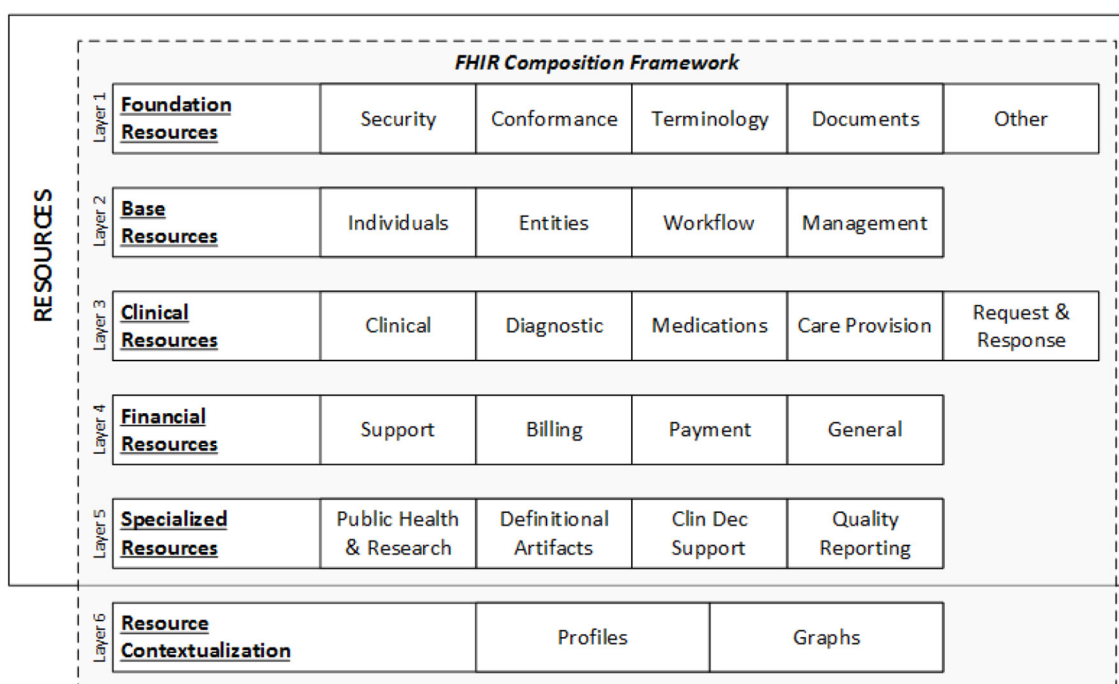 FHIR Composition Framework
RESOURCES
Layer 1
Foundation
Resources
Security
Conformance
Terminology
Documents
Other
Layer 2
Base
Resources
Individuals
Entities
Workflow
Management
Layer 3
Clinical
Resources
Clinical
Diagnostic
Medications
Care Provision
Request &
Response
Layer 4
Financial
Resources
Support
Billing
Payment
General
Layer 5
Specialized
Resources
Public Health
& Research
Definitional
Artifacts
Clin Dec
Support
Quality
Reporting
Layer 6
Resource
Contextualization
Profiles
Graphs